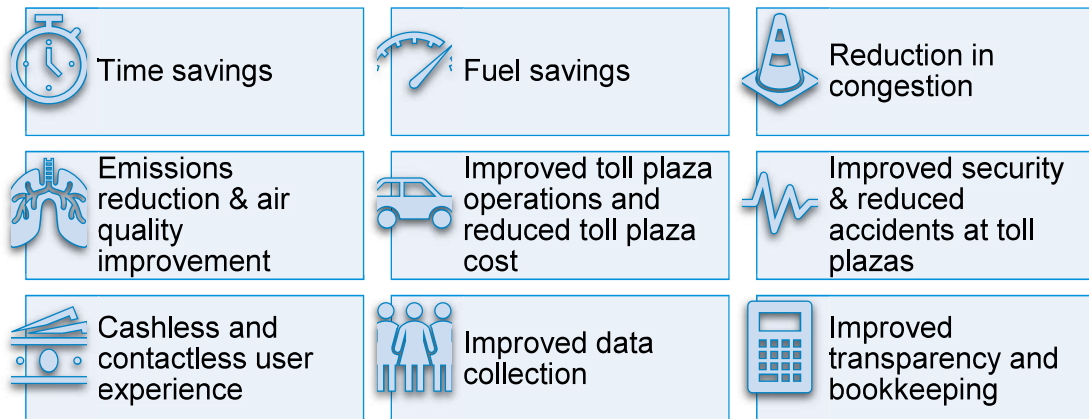 Time savings
Fuel savings
Reduction in
congestion
Emissions
reduction & air
quality
improvement
Improved toll plaza
operations and
reduced toll plaza
cost
Improved security
& reduced
accidents at toll
plazas
Cashless and
contactless user
experience
Improved data
collection
Improved
transparency and
bookkeeping